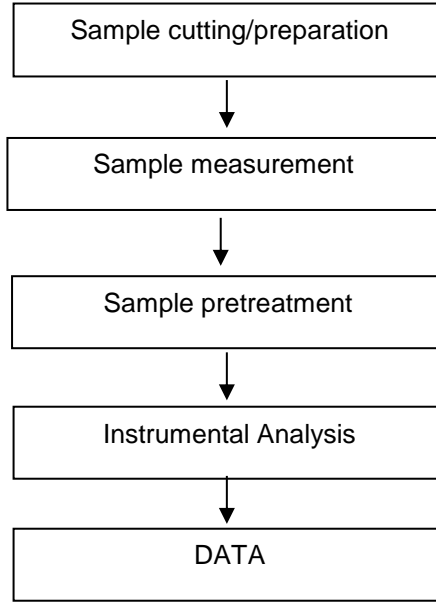 Sample cutting/preparation
Sample measurement
Sample pretreatment
Instrumental Analysis
DATA